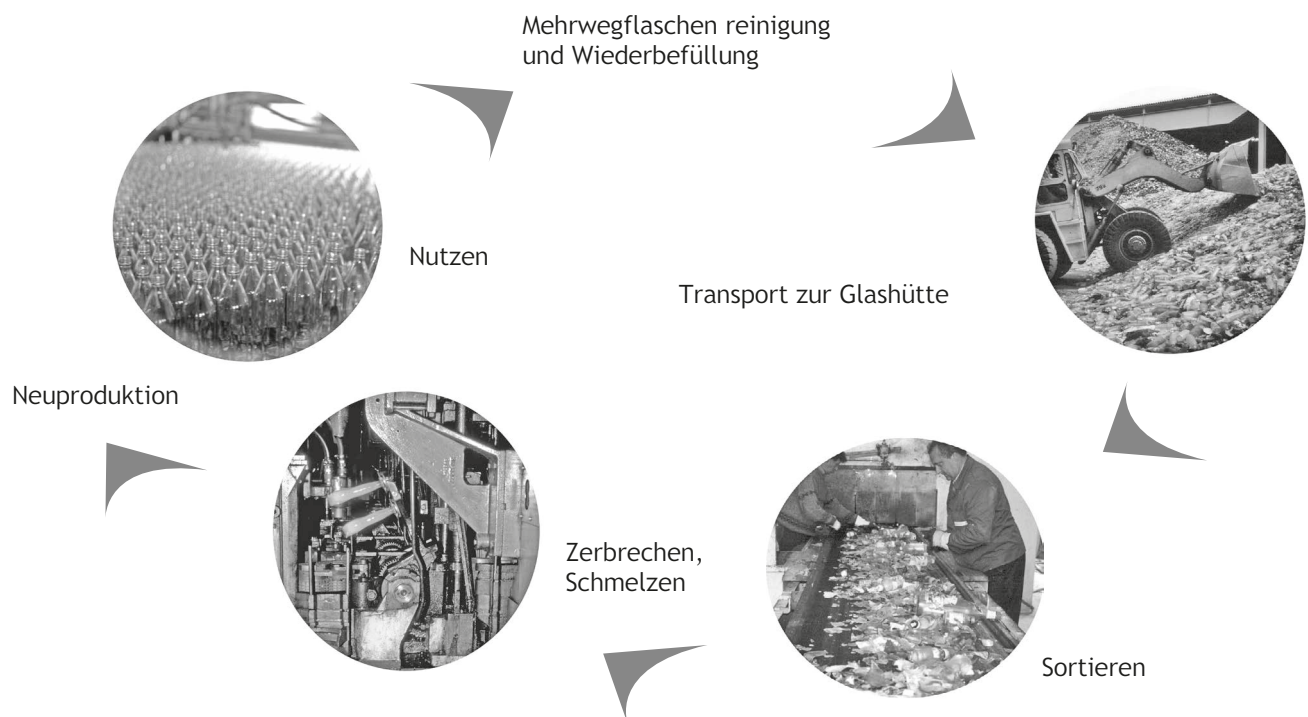 Mehrwegflaschen reinigung
und Wiederbefüllung
Nutzen
Transport zur Glashütte
Neuproduktion
Zerbrechen,
Schmelzen
Sortieren